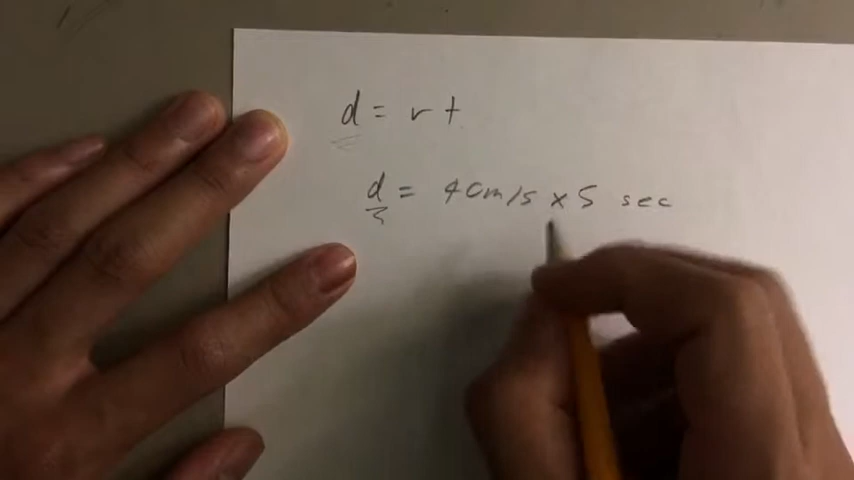 d = r t
d = 40m/s x 5 sec